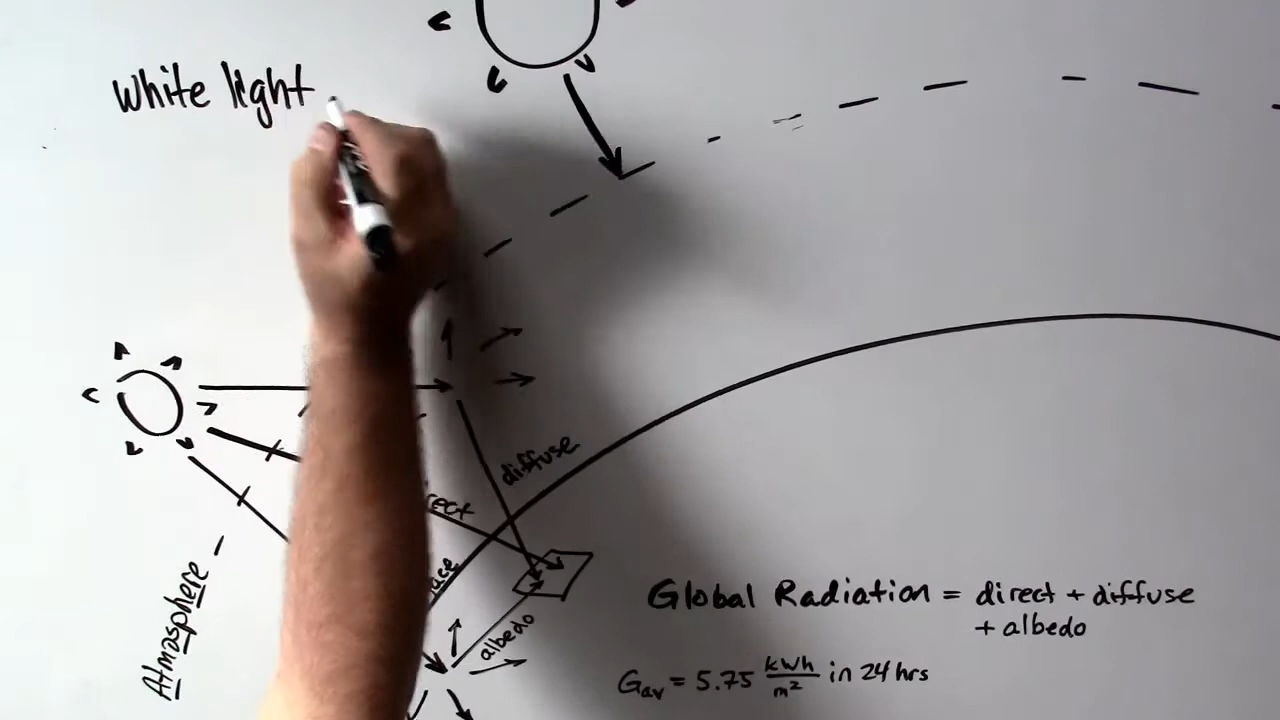 white light
diffuse
albedo
Atmosphere
Global Radiation = direct + diffuse
+ albedo
Gav = 5.75 kWh/m² in 24 hrs